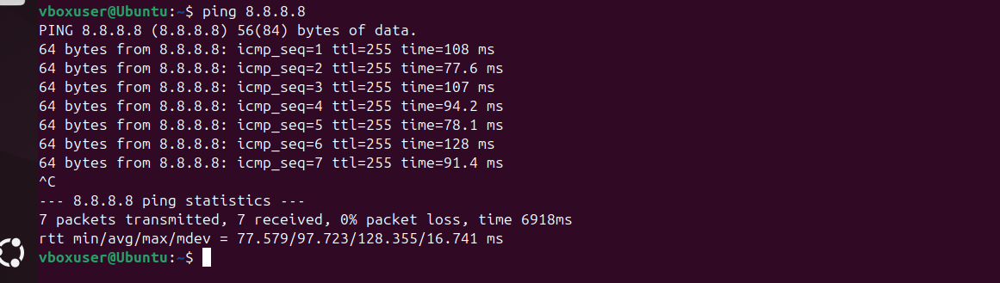 vboxuser@Ubuntu:~$ ping 8.8.8.8
PING 8.8.8.8 (8.8.8.8) 56(84) bytes of data.
64 bytes from 8.8.8.8: icmp_seq=1 ttl=255 time=108 ms
64 bytes from 8.8.8.8: icmp_seq=2 ttl=255 time=77.6 ms
64 bytes from 8.8.8.8: icmp_seq=3 ttl=255 time=107 ms
64 bytes from 8.8.8.8: icmp_seq=4 ttl=255 time=94.2 ms
64 bytes from 8.8.8.8: icmp_seq=5 ttl=255 time=78.1 ms
64 bytes from 8.8.8.8: icmp_seq=6 ttl=255 time=128 ms
64 bytes from 8.8.8.8: icmp_seq=7 ttl=255 time=91.4 ms
^C
--- 8.8.8.8 ping statistics ---
7 packets transmitted, 7 received, 0% packet loss, time 6918ms
rtt min/avg/max/mdev = 77.579/97.723/128.355/16.741 ms
vboxuser@Ubuntu:~$